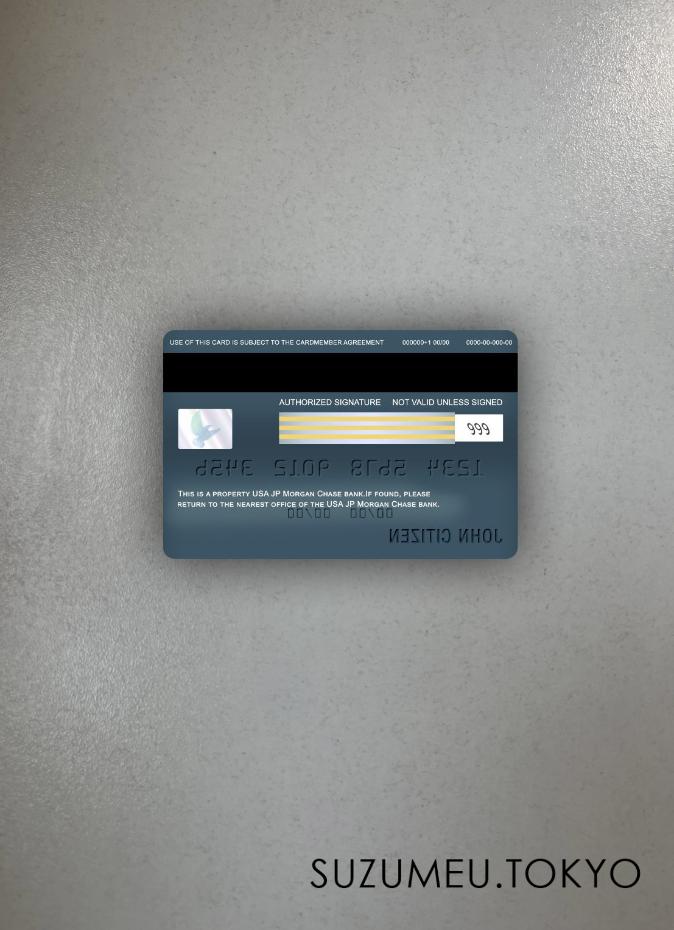 USE OF THIS CARD IS SUBJECT TO THE CARDMEMBER AGREEMENT 000000+1 00/00 0000-00-000-00
AUTHORIZED SIGNATURE NOT VALID UNLESS SIGNED
999
1234 5678 9012 3456
THIS IS A PROPERTY USA JP MORGAN CHASE BANK.IF FOUND, PLEASE
RETURN TO THE NEAREST OFFICE OF THE USA JP MORGAN CHASE BANK.
00/00 00/00
JOHN CITIZEN
SUZUMEU.TOKYO